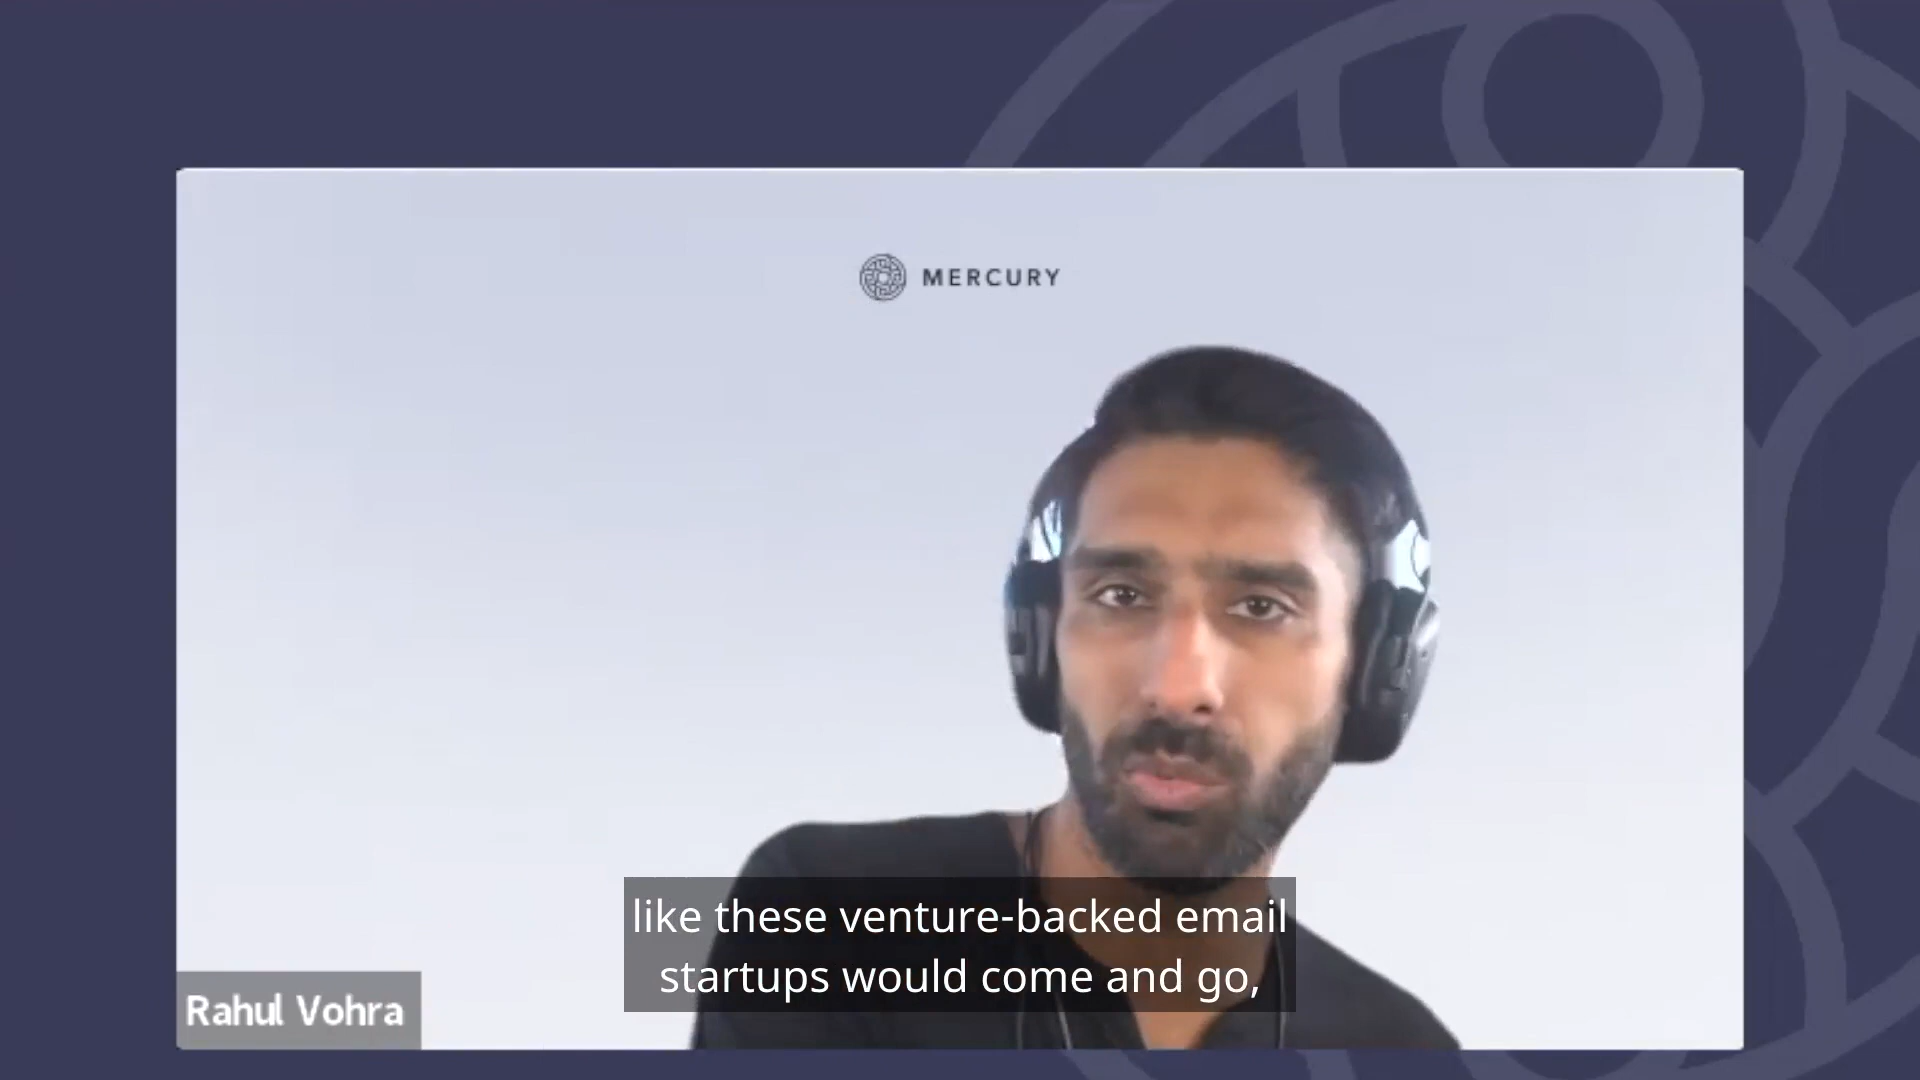 MERCURY
like these venture-backed email
startups would come and go,
Rahul Vohra